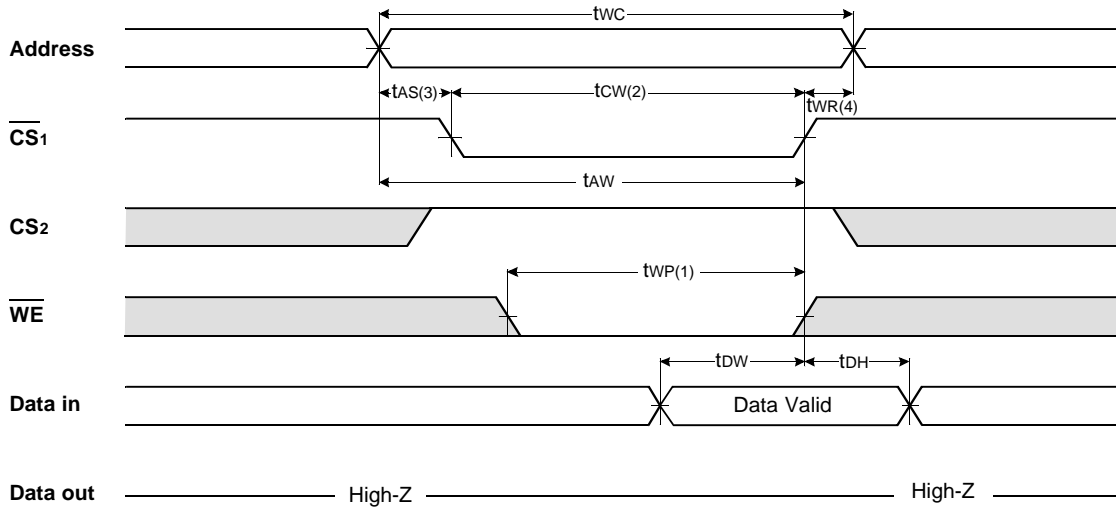 tWC
Address
tAS(3) tCW(2) tWR(4)
CS1
tAW
CS2
tWP(1)
WE
tDW tDH
Data in Data Valid
Data out High-Z High-Z